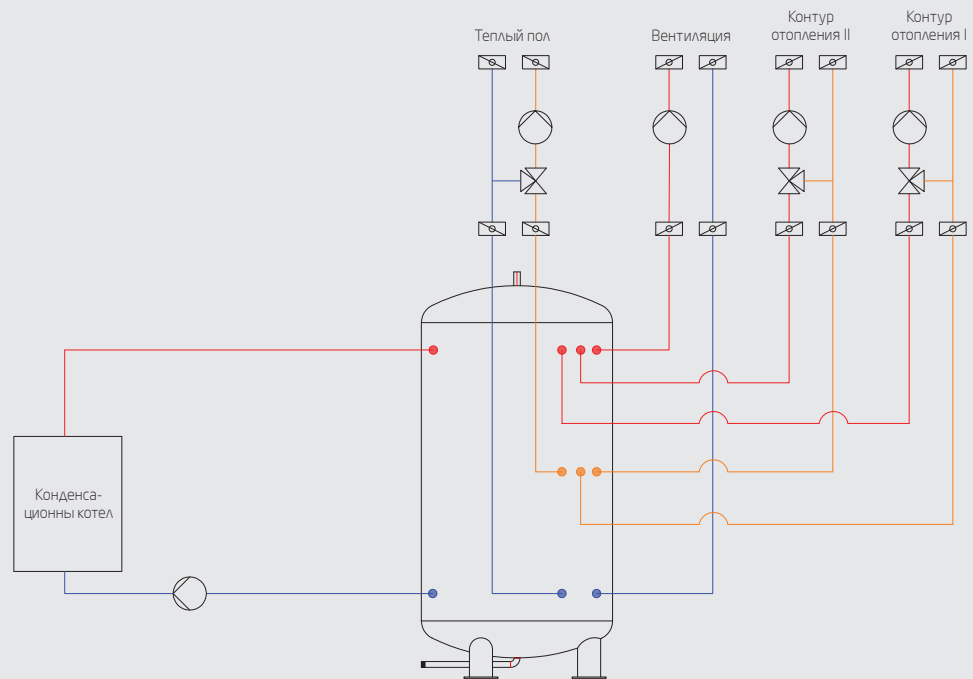 Теплый пол
Вентиляция
Контур
отопления II
Контур
отопления I
Конденса-
ционны котел